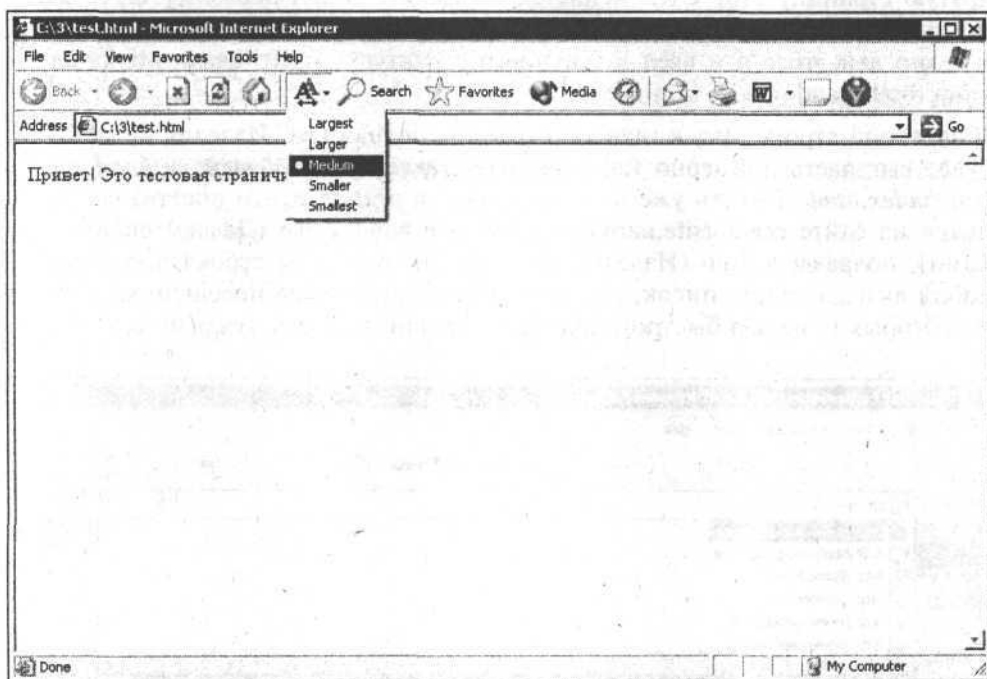 C:\3\test.html - Microsoft Internet Explorer
File Edit View Favorites Tools Help
Back Search Favorites Media
Address C:\3\test.html Go
Largest
Larger
Medium
Привет! Это тестовая
Smaller
Smallest
Done My Computer